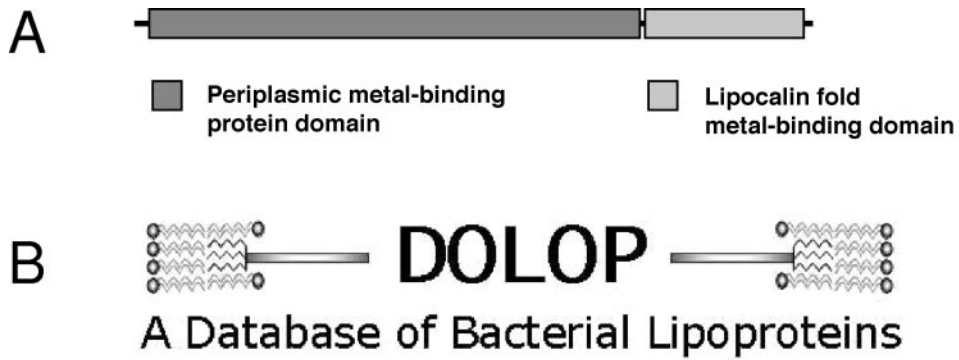 A
Periplasmic metal-binding
protein domain
Lipocalin fold
metal-binding domain
B
DOLOP
A Database of Bacterial Lipoproteins